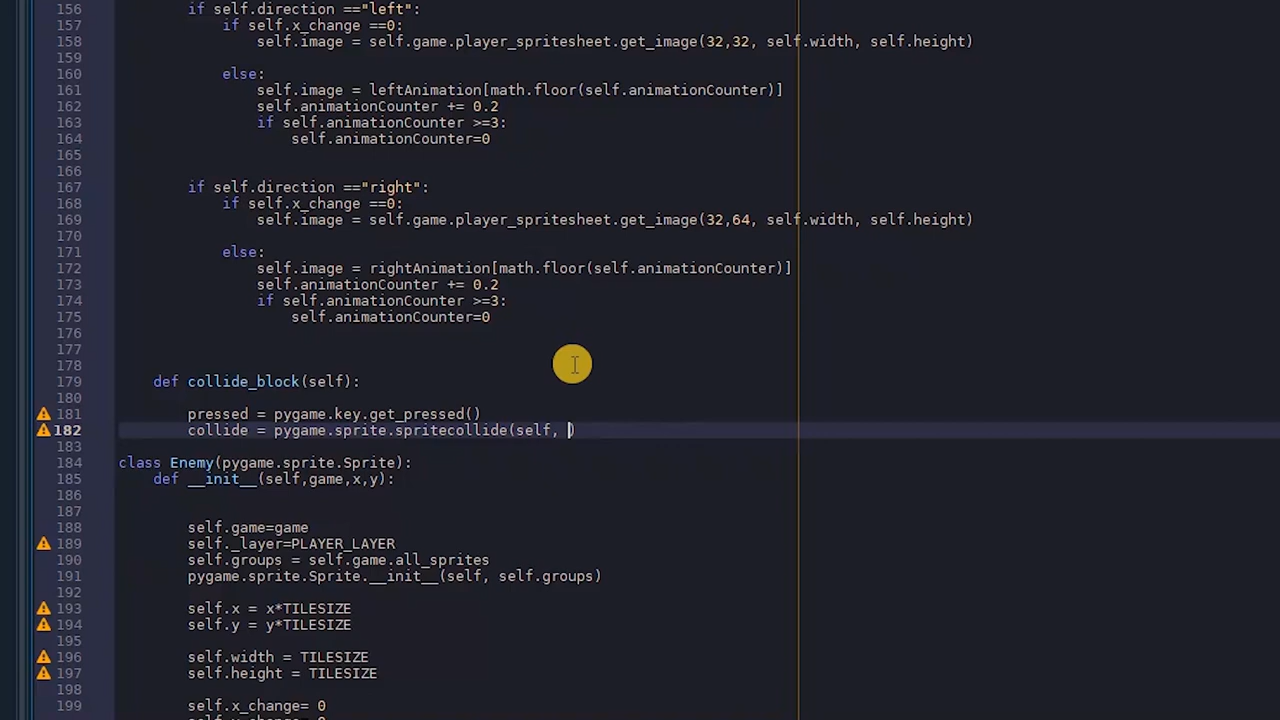 156 if self.direction =="left":
157 if self.x_change ==0:
158 self.image = self.game.player_spritesheet.get_image(32,32, self.width, self.height)
159
160 else:
161 self.image = leftAnimation[math.floor(self.animationCounter)]
162 self.animationCounter += 0.2
163 if self.animationCounter >=3:
164 self.animationCounter=0
165
166
167 if self.direction =="right":
168 if self.x_change ==0:
169 self.image = self.game.player_spritesheet.get_image(32,64, self.width, self.height)
170
171 else:
172 self.image = rightAnimation[math.floor(self.animationCounter)]
173 self.animationCounter += 0.2
174 if self.animationCounter >=3:
175 self.animationCounter=0
176
177
178
179 def collide_block(self):
180
181 pressed = pygame.key.get_pressed()
182 collide = pygame.sprite.spritecollide(self, )
183
184 class Enemy(pygame.sprite.Sprite):
185 def __init__(self,game,x,y):
186
187
188 self.game=game
189 self._layer=PLAYER_LAYER
190 self.groups = self.game.all_sprites
191 pygame.sprite.Sprite.__init__(self, self.groups)
192
193 self.x = x*TILESIZE
194 self.y = y*TILESIZE
195
196 self.width = TILESIZE
197 self.height = TILESIZE
198
199 self.x_change= 0